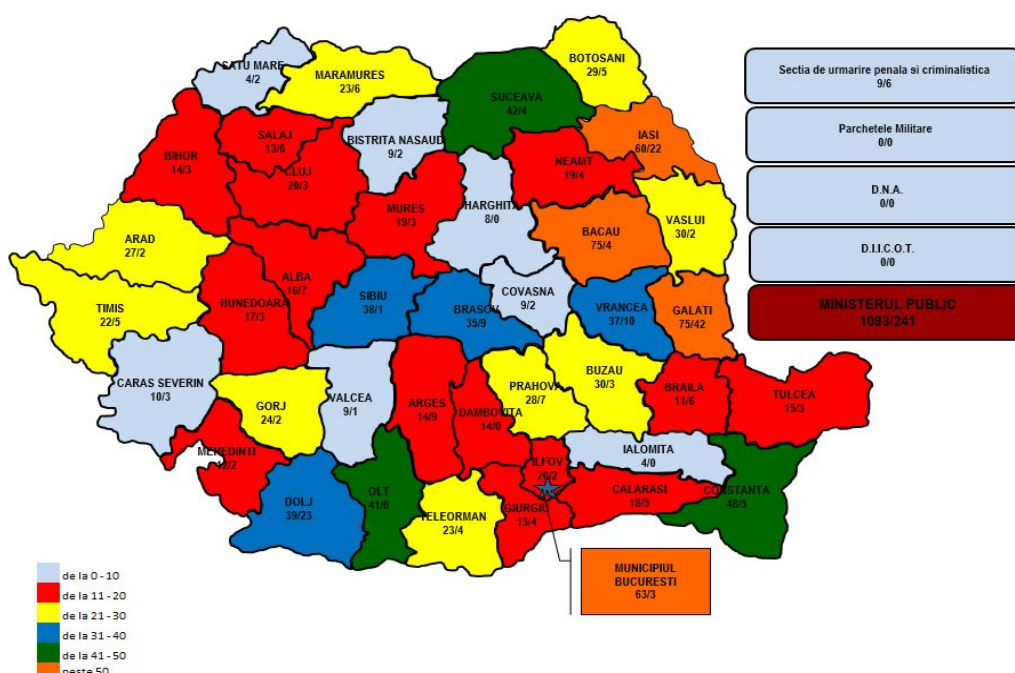 SATU MARE
4/2
MARAMURES
23/6
BOTOSANI
29/5
SUCEAVA
42/4
SALAJ
13/6
BISTRITA NASAUD
9/2
IASI
60/22
BIHOR
14/3
CLUJ
20/3
NEAMT
19/4
MURES
19/3
HARGHITA
8/0
VASLUI
30/2
BACAU
75/4
ARAD
27/2
ALBA
16/7
HUNEDOARA
17/3
SIBIU
38/1
BRASOV
35/9
COVASNA
9/2
VRANCEA
37/10
GALATI
75/42
TIMIS
22/5
CARAS SEVERIN
10/3
GORJ
24/2
VALCEA
9/1
ARGES
14/9
DAMBOVITA
14/0
PRAHOVA
28/7
BUZAU
30/3
BRAILA
11/6
TULCEA
15/3
MEHEDINTI
12/2
DOLJ
39/23
OLT
41/0
TELEORMAN
23/4
ILFOV
20/2
GIURGIU
13/4
IALOMITA
4/0
CALARASI
18/5
CONSTANTA
48/5
MUNICIPIUL
BUCURESTI
63/3
Sectia de urmarire penala si criminalistica
9/6
Parchetele Militare
0/0
D.N.A.
0/0
D.I.I.C.O.T.
0/0
MINISTERUL PUBLIC
1093/241
de la 0 - 10
de la 11 - 20
de la 21 - 30
de la 31 - 40
de la 41 - 50
peste 50